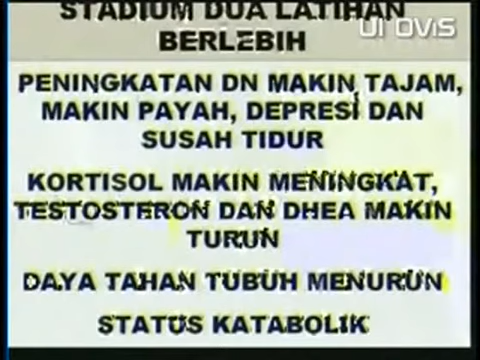 STADIUM DUA LATIHAN
BERLEBIH
UI OVIS
PENINGKATAN DN MAKIN TAJAM,
MAKIN PAYAH, DEPRESI DAN
SUSAH TIDUR
KORTISOL MAKIN MENINGKAT,
TESTOSTERON DAN DHEA MAKIN
TURUN
DAYA TAHAN TUBUH MENURUN
STATUS KATABOLIK